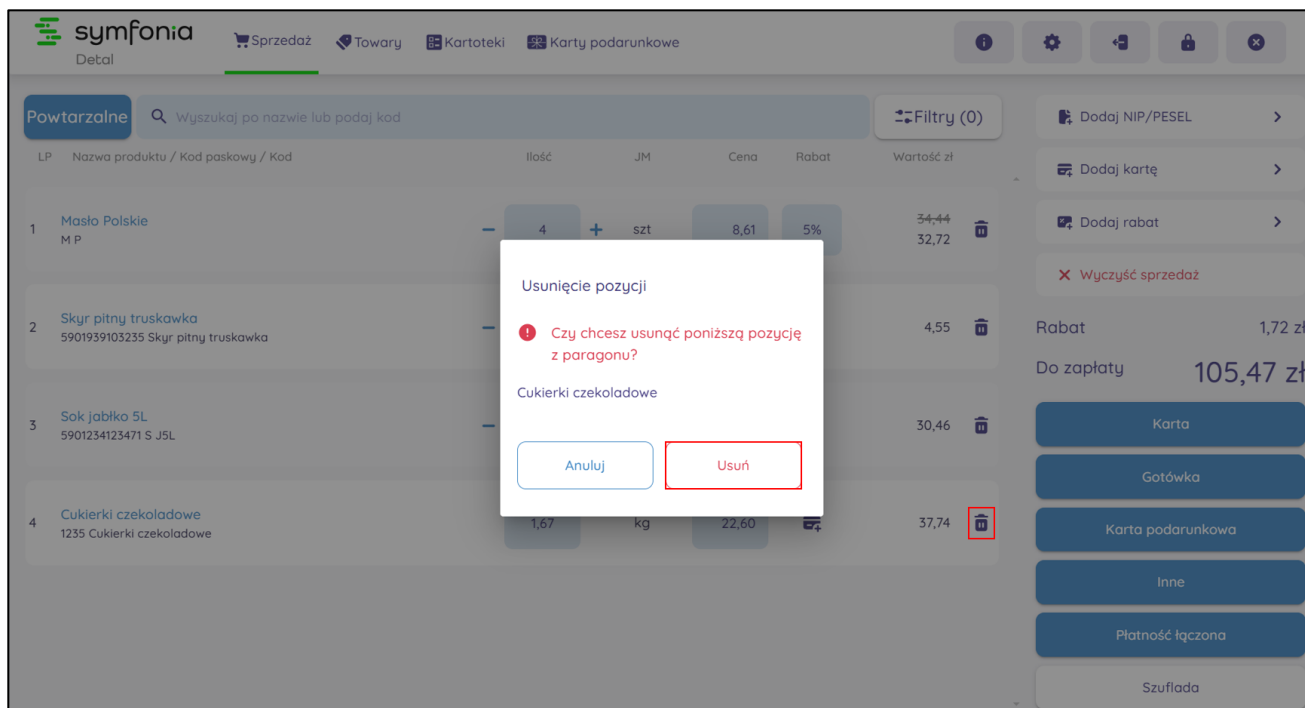 symfonia
Detal
Sprzedaż Towary Kartoteki Karty podarunkowe
Powtarzalne Wyszukaj po nazwie lub podaj kod Filtry (0)
LP Nazwa produktu / Kod paskowy / Kod Ilość JM Cena Rabat Wartość zł
1 Masło Polskie 4 szt 8,61 5% 34,44
M P 32,72
2 Skyr pitny truskawka 4,55
5901939103235 Skyr pitny truskawka
3 Sok jabłko 5L 30,46
5901234123471 S J5L
4 Cukierki czekoladowe 1,67 kg 22,60 37,74
1235 Cukierki czekoladowe
Usunięcie pozycji
Czy chcesz usunąć poniższą pozycję
z paragonu?
Cukierki czekoladowe
Anuluj Usuń
Dodaj NIP/PESEL
Dodaj kartę
Dodaj rabat
Wyczyść sprzedaż
Rabat 1,72 zł
Do zapłaty 105,47 zł
Karta
Gotówka
Karta podarunkowa
Inne
Płatność łączona
Szuflada